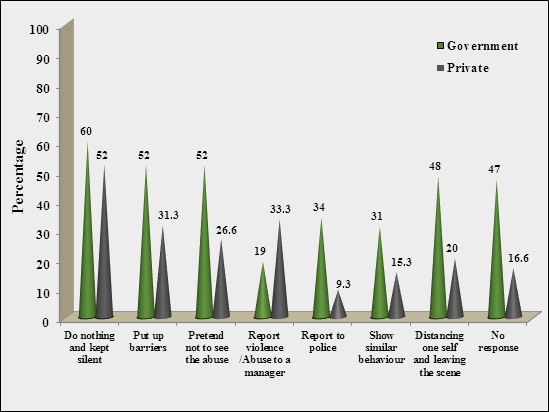 100
90
80
70
60
50
40
30
20
10
0
Percentage
Government
Private
60
52
52
31.3
52
26.6
19
33.3
34
9.3
31
15.3
48
20
47
16.6
Do nothing
and kept
silent
Put up
barriers
Pretend
not to see
the abuse
Report
violence
/Abuse to a
manager
Report to
police
Show
similar
behaviour
Distancing
one self
and leaving
the scene
No
response